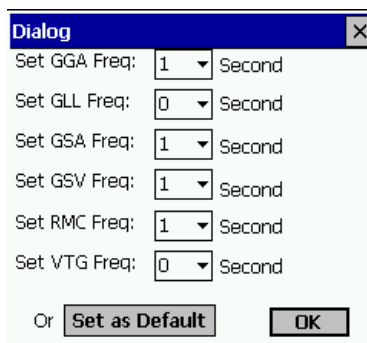 Dialog
Set GGA Freq: 1 Second
Set GLL Freq: 0 Second
Set GSA Freq: 1 Second
Set GSV Freq: 1 Second
Set RMC Freq: 1 Second
Set VTG Freq: 0 Second
Or Set as Default OK